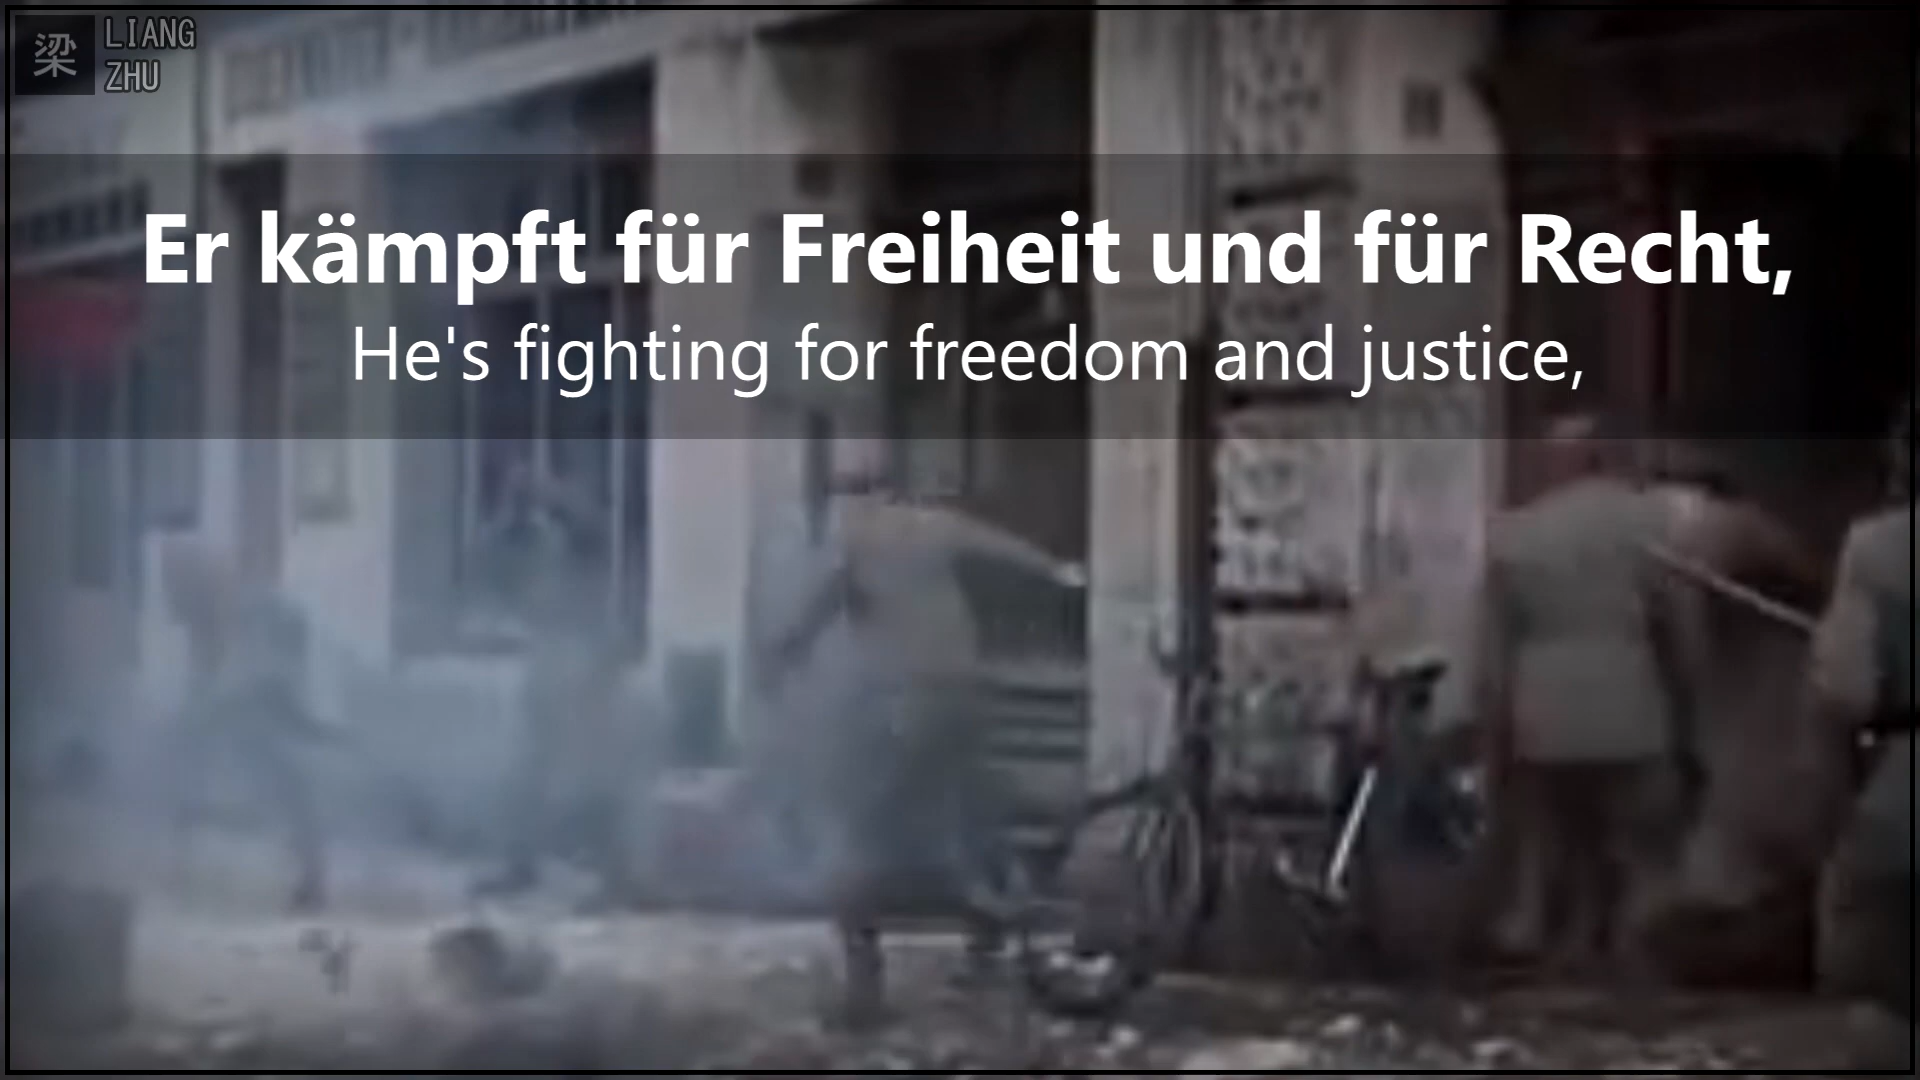 梁
LIANG
ZHU
Er kämpft für Freiheit und für Recht,
He's fighting for freedom and justice,